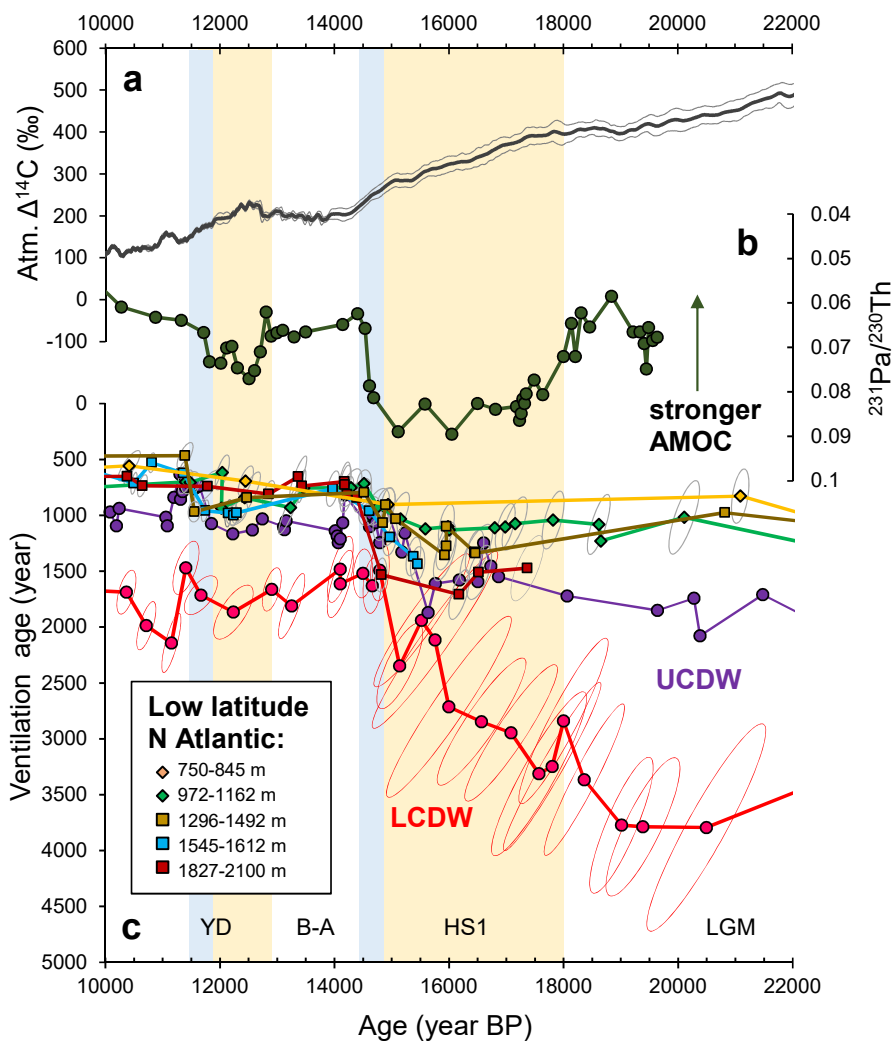 10000 12000 14000 16000 18000 20000 22000
600
500
400
300
200
100
0
-100
Atm. Δ¹⁴C (‰)
a
b
0.04
0.05
0.06
0.07
0.08
0.09
0.1
²³¹Pa/²³⁰Th
stronger
AMOC
0
500
1000
1500
2000
2500
3000
3500
4000
4500
5000
Ventilation age (year)
UCDW
LCDW
Low latitude
N Atlantic:
750-845 m
972-1162 m
1296-1492 m
1545-1612 m
1827-2100 m
c
YD
B-A
HS1
LGM
10000 12000 14000 16000 18000 20000 22000
Age (year BP)